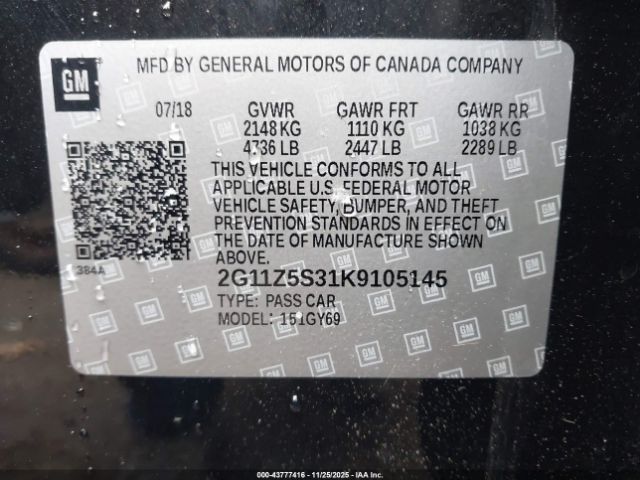 GM
MFD BY GENERAL MOTORS OF CANADA COMPANY
07/18 GVWR GAWR FRT GAWR RR
2148 KG 1110 KG 1038 KG
4736 LB 2447 LB 2289 LB
THIS VEHICLE CONFORMS TO ALL
APPLICABLE U.S. FEDERAL MOTOR
VEHICLE SAFETY, BUMPER, AND THEFT
PREVENTION STANDARDS IN EFFECT ON
THE DATE OF MANUFACTURE SHOWN
ABOVE.
384A
2G11Z5S31K9105145
TYPE: PASS CAR
MODEL: 161GY69
000-43777416 - 11/25/2025 - IAA Inc.